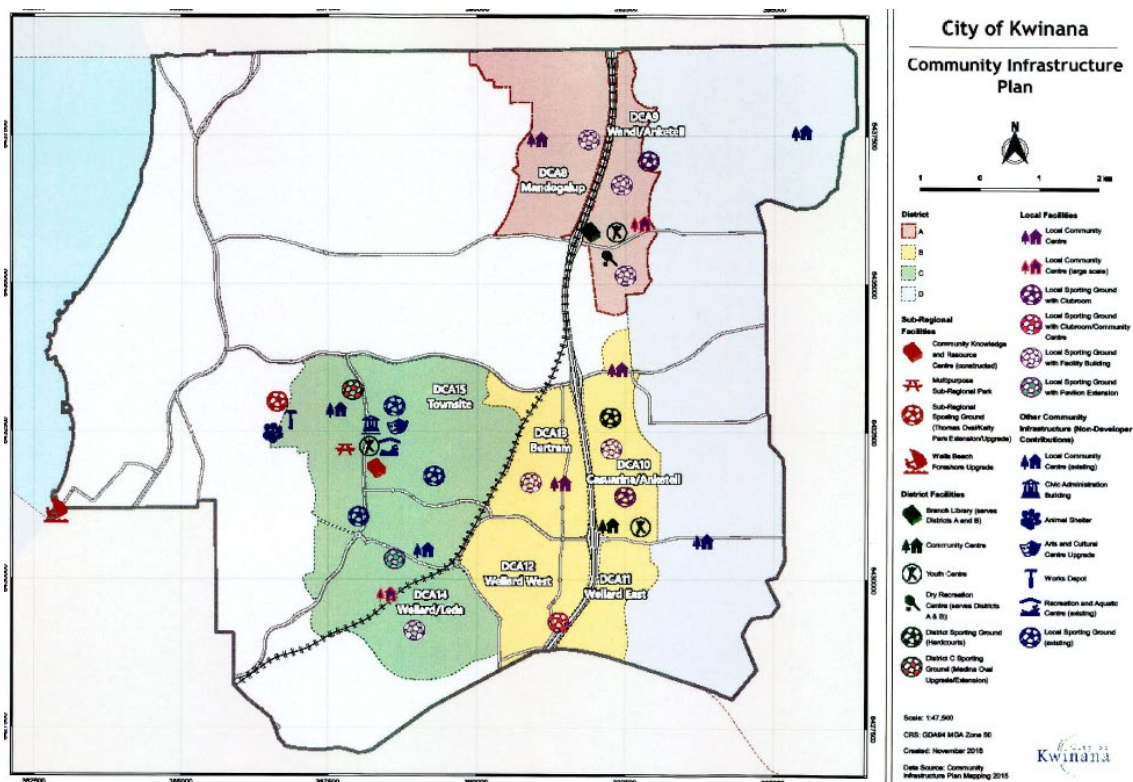 City of Kwinana
Community Infrastructure
Plan
N
1 0 1 2 km
District
A
B
C
D
Sub-Regional
Facilities
Community Knowledge
and Resource
Centre (constructed)
Multipurpose
Sub-Regional Park
Sub-Regional
Sporting Ground
(Thomas Oval/Kelly
Park Extension/Upgrade)
Wells Beach
Foreshore Upgrade
District Facilities
Branch Library (serves
Districts A and B)
Community Centre
Youth Centre
Dry Recreation
Centre (serves Districts
A & B)
District Sporting Ground
(Hardcourts)
District C Sporting
Ground (Medina Oval
Upgrade/Extension)
Local Facilities
Local Community
Centre
Local Community
Centre (large scale)
Local Sporting Ground
with Clubroom
Local Sporting Ground
with Clubroom/Community
Centre
Local Sporting Ground
with Facility Building
Local Sporting Ground
with Pavilion Extension
Other Community
Infrastructure (Non-Developer
Contributions)
Local Community
Centre (existing)
Civic Administration
Building
Animal Shelter
Arts and Cultural
Centre Upgrade
Works Depot
Recreation and Aquatic
Centre (existing)
Local Sporting Ground
(existing)
Scale: 1:47,500
CRS: GDA94 MGA Zone 50
Created: November 2015
Data Source: Community
Infrastructure Plan Mapping 2015
CITY OF
Kwinana
DCA9
Wandi/Anketell
DCA8
Mandogalup
DCA15
Townsite
DCA13
Bertram
DCA10
Casuarina/Anketell
DCA12
Wellard West
DCA11
Wellard East
DCA14
Wellard/Leda
6437500
6435000
6432500
6430000
6427500